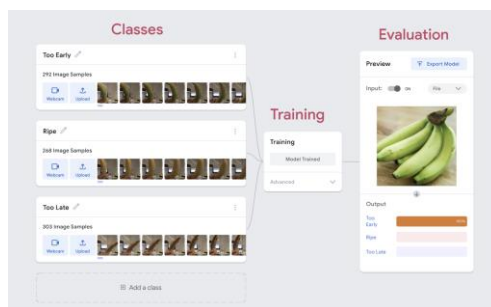 Classes
Too Early
292 Image Samples
Webcam
Upload
Ripe
268 Image Samples
Webcam
Upload
Too Late
303 Image Samples
Webcam
Upload
Add a class
Training
Training
Model Trained
Advanced
Evaluation
Preview
Export Model
Input:
ON
File
Output
Too
Early
Ripe
Too Late